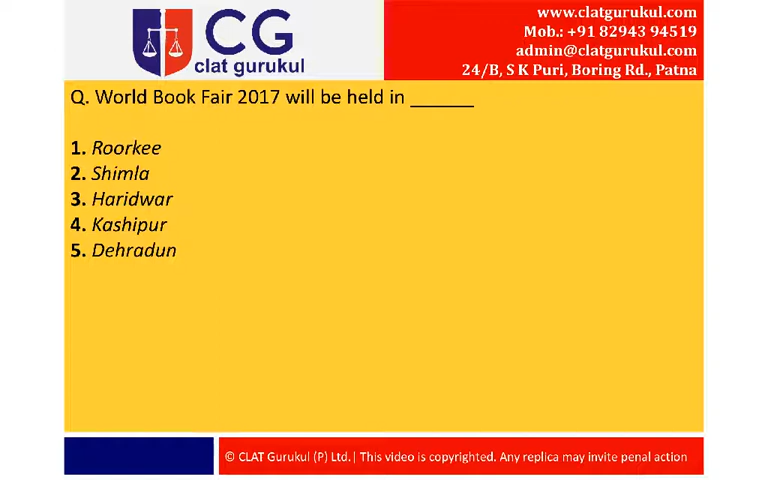 CG
clat gurukul
www.clatgurukul.com
Mob.: +91 82943 94519
admin@clatgurukul.com
24/B, S K Puri, Boring Rd., Patna
Q. World Book Fair 2017 will be held in ______
1. Roorkee
2. Shimla
3. Haridwar
4. Kashipur
5. Dehradun
© CLAT Gurukul (P) Ltd.| This video is copyrighted. Any replica may invite penal action